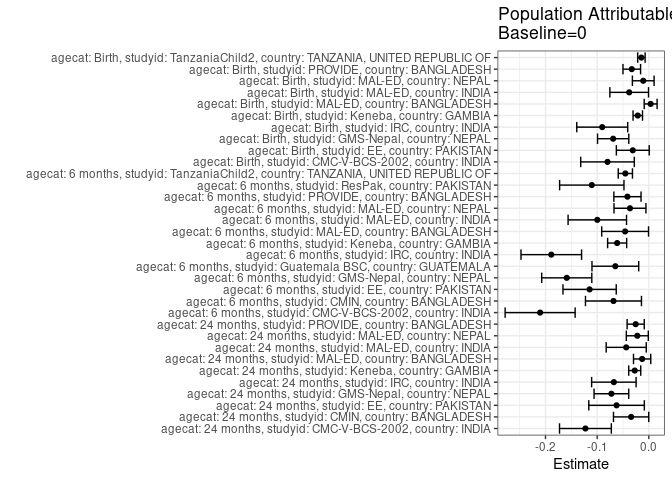 Population Attributable
Baseline=0
agecat: Birth, studyid: TanzaniaChild2, country: TANZANIA, UNITED REPUBLIC OF
agecat: Birth, studyid: PROVIDE, country: BANGLADESH
agecat: Birth, studyid: MAL-ED, country: NEPAL
agecat: Birth, studyid: MAL-ED, country: INDIA
agecat: Birth, studyid: MAL-ED, country: BANGLADESH
agecat: Birth, studyid: Keneba, country: GAMBIA
agecat: Birth, studyid: IRC, country: INDIA
agecat: Birth, studyid: GMS-Nepal, country: NEPAL
agecat: Birth, studyid: EE, country: PAKISTAN
agecat: Birth, studyid: CMC-V-BCS-2002, country: INDIA
agecat: 6 months, studyid: TanzaniaChild2, country: TANZANIA, UNITED REPUBLIC OF
agecat: 6 months, studyid: ResPak, country: PAKISTAN
agecat: 6 months, studyid: PROVIDE, country: BANGLADESH
agecat: 6 months, studyid: MAL-ED, country: NEPAL
agecat: 6 months, studyid: MAL-ED, country: INDIA
agecat: 6 months, studyid: MAL-ED, country: BANGLADESH
agecat: 6 months, studyid: Keneba, country: GAMBIA
agecat: 6 months, studyid: IRC, country: INDIA
agecat: 6 months, studyid: Guatemala BSC, country: GUATEMALA
agecat: 6 months, studyid: GMS-Nepal, country: NEPAL
agecat: 6 months, studyid: EE, country: PAKISTAN
agecat: 6 months, studyid: CMIN, country: BANGLADESH
agecat: 6 months, studyid: CMC-V-BCS-2002, country: INDIA
agecat: 24 months, studyid: PROVIDE, country: BANGLADESH
agecat: 24 months, studyid: MAL-ED, country: NEPAL
agecat: 24 months, studyid: MAL-ED, country: INDIA
agecat: 24 months, studyid: MAL-ED, country: BANGLADESH
agecat: 24 months, studyid: Keneba, country: GAMBIA
agecat: 24 months, studyid: IRC, country: INDIA
agecat: 24 months, studyid: GMS-Nepal, country: NEPAL
agecat: 24 months, studyid: EE, country: PAKISTAN
agecat: 24 months, studyid: CMIN, country: BANGLADESH
agecat: 24 months, studyid: CMC-V-BCS-2002, country: INDIA
-0.2 -0.1 0.0
Estimate